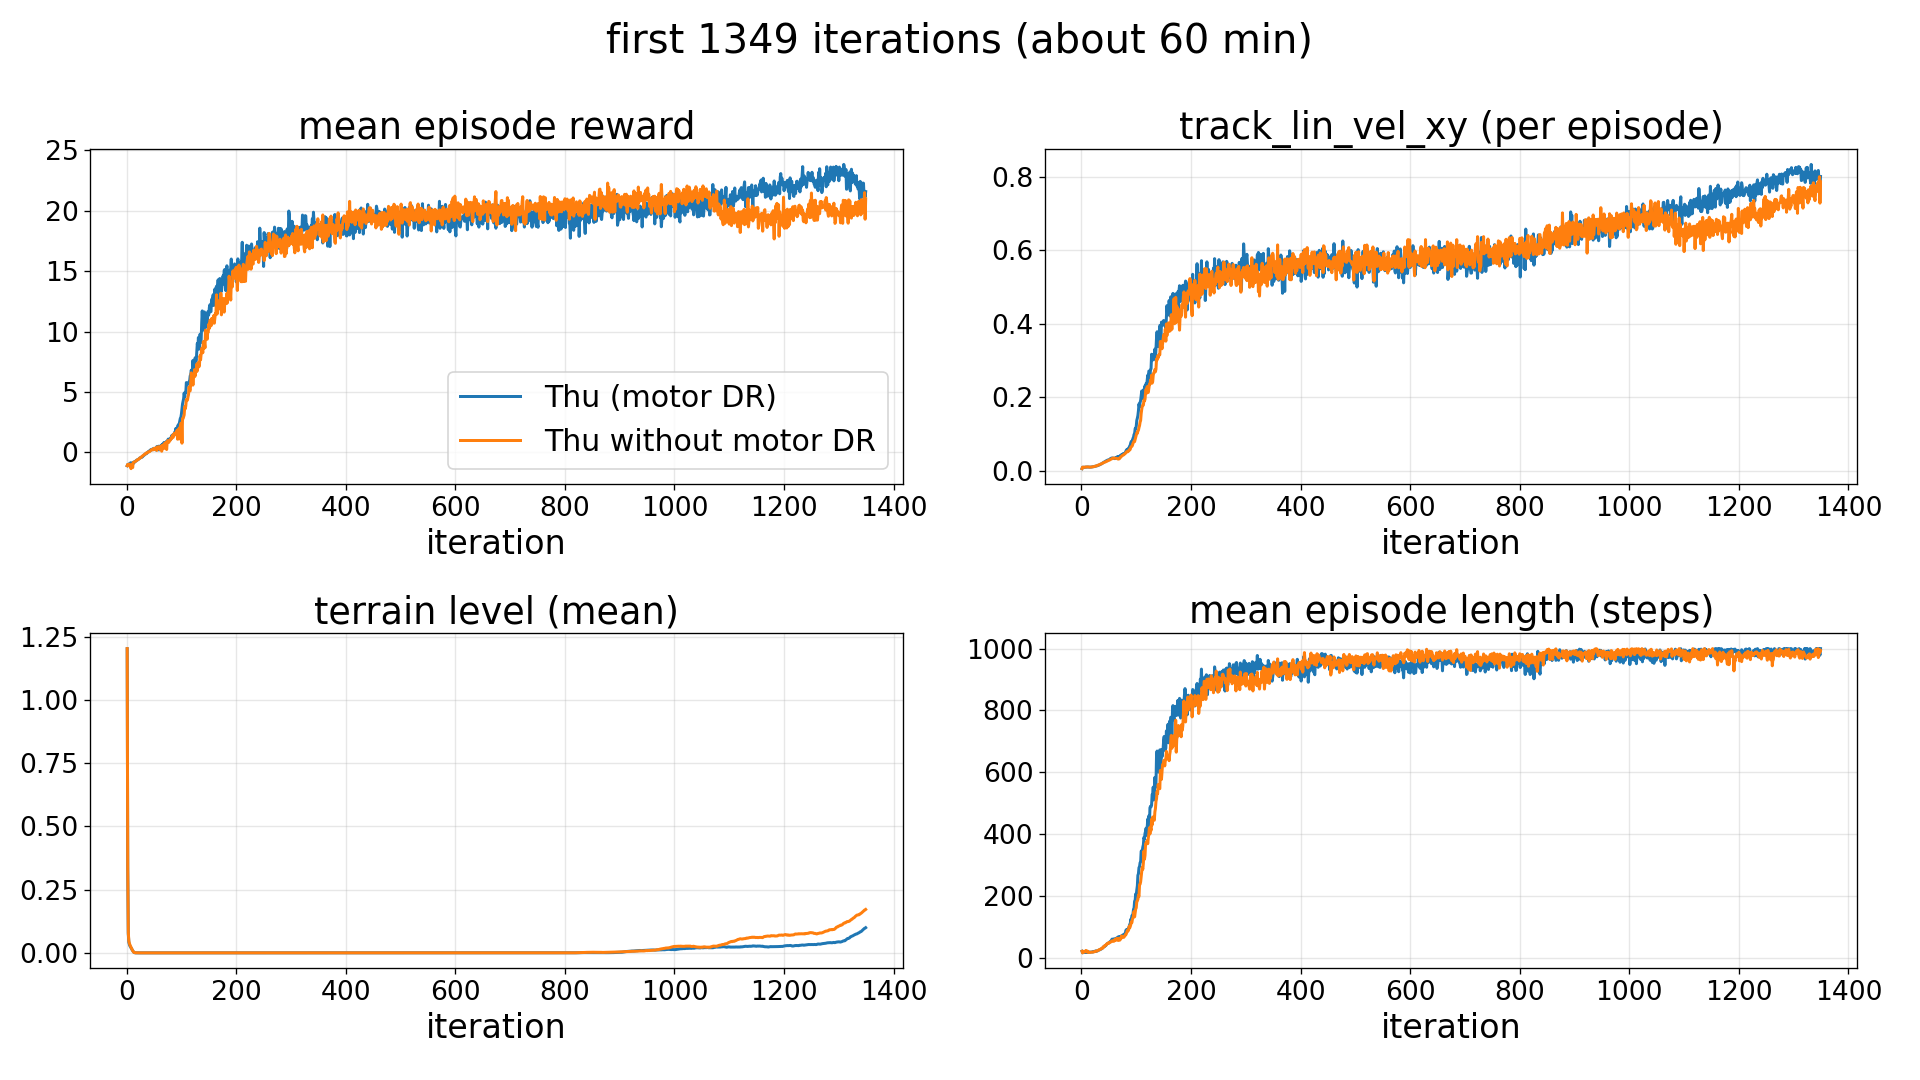 first 1349 iterations (about 60 min)
mean episode reward
25
20
15
10
5
0
Thu (motor DR)
Thu without motor DR
0 200 400 600 800 1000 1200 1400
iteration
track_lin_vel_xy (per episode)
0.8
0.6
0.4
0.2
0.0
0 200 400 600 800 1000 1200 1400
iteration
terrain level (mean)
1.25
1.00
0.75
0.50
0.25
0.00
0 200 400 600 800 1000 1200 1400
iteration
mean episode length (steps)
1000
800
600
400
200
0
0 200 400 600 800 1000 1200 1400
iteration